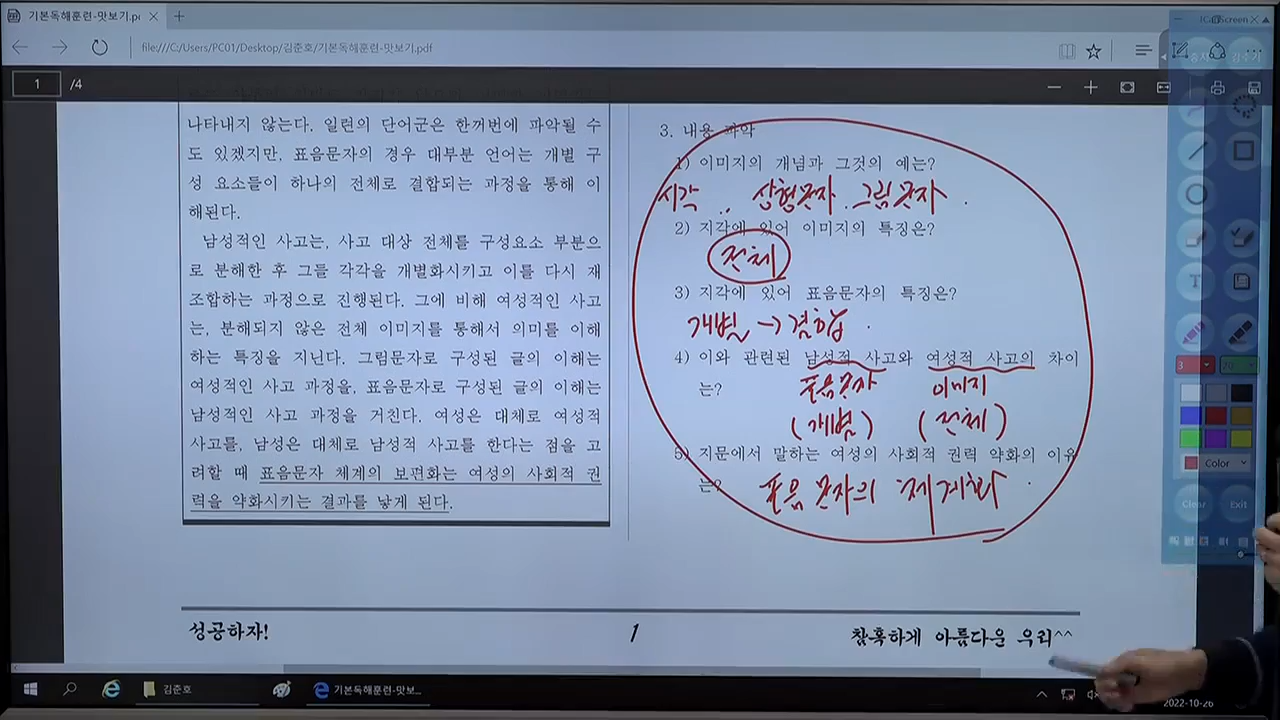 기본독해훈련-맛보기.p
file:///C:/Users/PC01/Desktop/김준호/기본독해훈련-맛보기.pdf
1 /4
나타내지 않는다. 일련의 단어군은 한꺼번에 파악될 수
도 있겠지만, 표음문자의 경우 대부분 언어는 개별 구
성 요소들이 하나의 전체로 결합되는 과정을 통해 이
해된다.
남성적인 사고는, 사고 대상 전체를 구성요소 부분으
로 분해한 후 그들 각각을 개별화시키고 이를 다시 재
조합하는 과정으로 진행된다. 그에 비해 여성적인 사고
는, 분해되지 않은 전체 이미지를 통해서 의미를 이해
하는 특징을 지닌다. 그림문자로 구성된 글의 이해는
여성적인 사고 과정을, 표음문자로 구성된 글의 이해는
남성적인 사고 과정을 거친다. 여성은 대체로 여성적
사고를, 남성은 대체로 남성적 사고를 한다는 점을 고
려할 때 표음문자 체계의 보편화는 여성의 사회적 권
력을 약화시키는 결과를 낳게 된다.
3. 내용 파악
1) 이미지의 개념과 그것의 예는?
시각 .. 상형문자 . 그림문자 .
2) 지각에 있어 이미지의 특징은?
전체
3) 지각에 있어 표음문자의 특징은?
개별 → 결합 .
4) 이와 관련된 남성적 사고와 여성적 사고의 차이
는?
표음문자 이미지
(개별) (전체)
5) 지문에서 말하는 여성의 사회적 권력 약화의 이유
는?
표음문자의 체계화 .
성공하자!
1
참혹하게 아름다운 우리^^
Screen
T
3
Color
Clear Exit
김준호
기본독해훈련-맛보...
2022-10-26